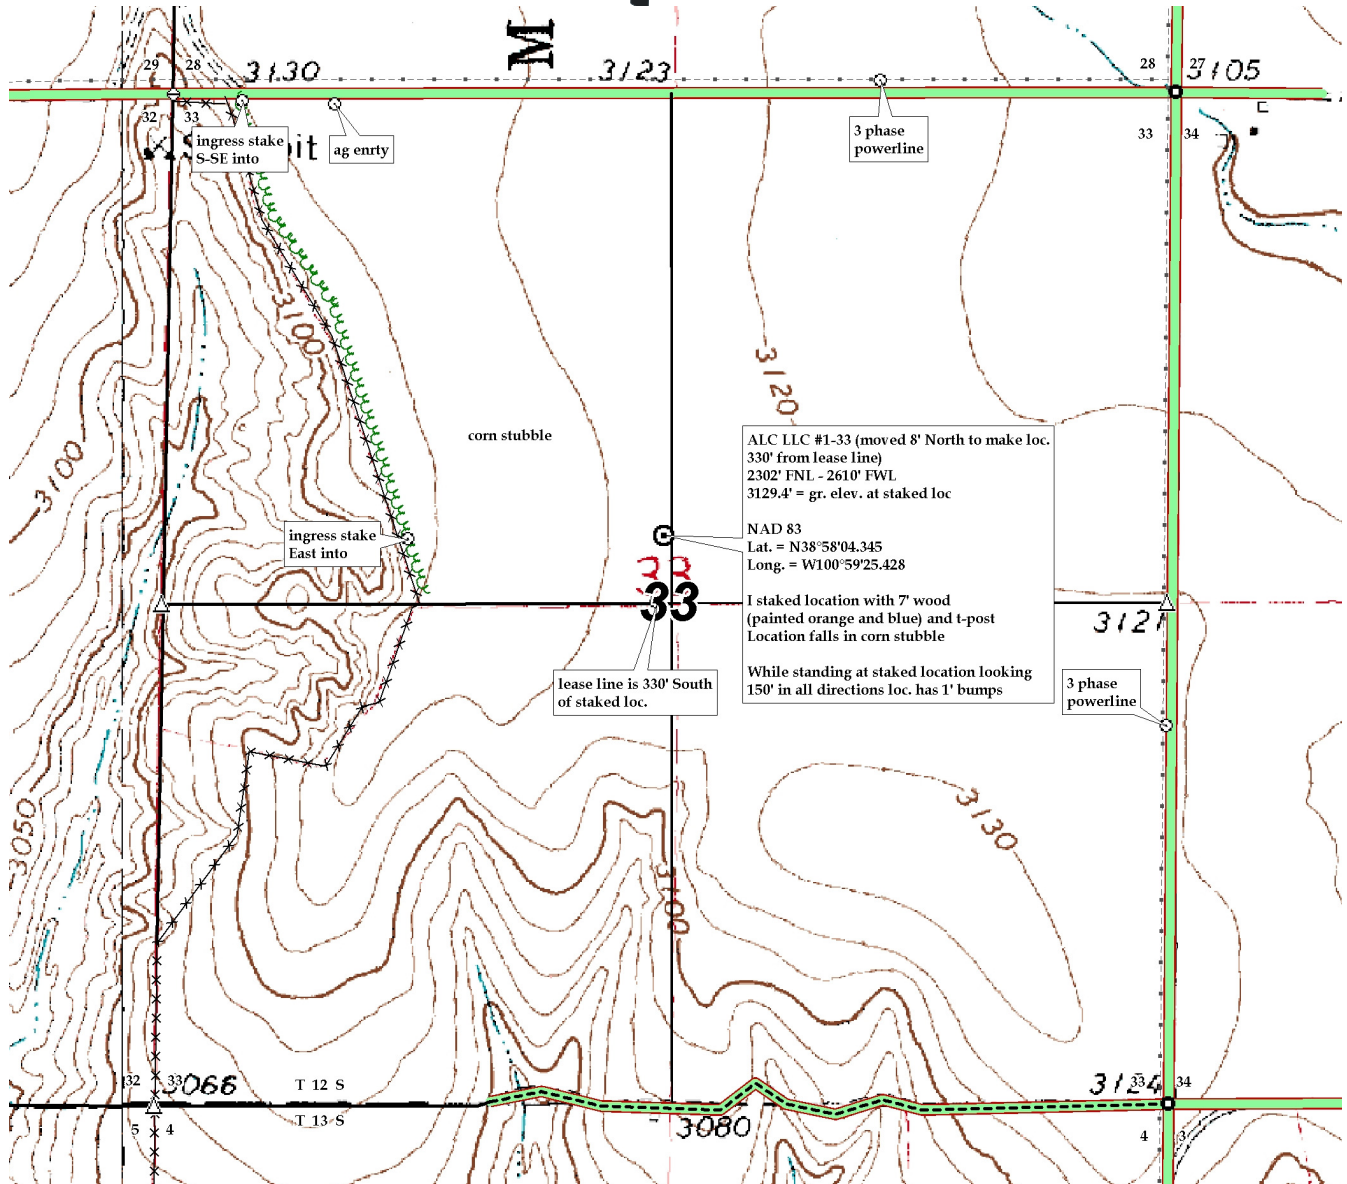 M
29 28
3130
3123
28 27
3105
32 33
33 34
ingress stake
S-SE into
it
ag enrty
3 phase
powerline
3100
3120
3100
corn stubble
ALC LLC #1-33 (moved 8' North to make loc.
330' from lease line)
2302' FNL - 2610' FWL
3129.4' = gr. elev. at staked loc
NAD 83
Lat. = N38°58'04.345
Long. = W100°59'25.428
I staked location with 7' wood
(painted orange and blue) and t-post
Location falls in corn stubble
While standing at staked location looking
150' in all directions loc. has 1' bumps
ingress stake
East into
33
33
3121
lease line is 330' South
of staked loc.
3 phase
powerline
3050
3130
3100
32 33
3066
T 12 S
3124
33 34
5 4
T 13 S
3080
4 3